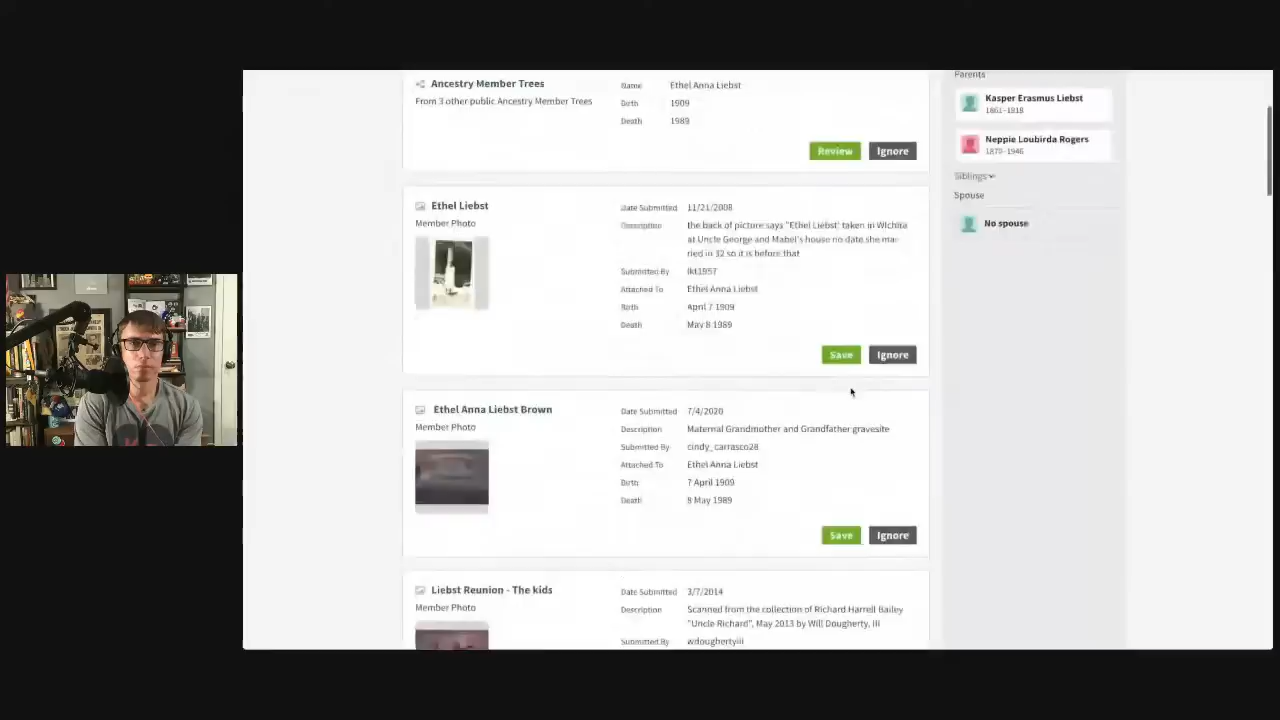 Ancestry Member Trees
From 3 other public Ancestry Member Trees
Name Ethel Anna Liebst
Birth 1909
Death 1989
Review Ignore
Ethel Liebst
Member Photo
Date Submitted 11/21/2008
Description the back of picture says "Ethel Liebst' taken in Wichita
at Uncle George and Mabel's house no date she mar-
ried in 32 so it is before that
Submitted By lkt1957
Attached To Ethel Anna Liebst
Birth April 7 1909
Death May 8 1989
Save Ignore
Ethel Anna Liebst Brown
Member Photo
Date Submitted 7/4/2020
Description Maternal Grandmother and Grandfather gravesite
Submitted By cindy_carrasco28
Attached To Ethel Anna Liebst
Birth 7 April 1909
Death 8 May 1989
Save Ignore
Liebst Reunion - The kids
Member Photo
Date Submitted 3/7/2014
Description Scanned from the collection of Richard Harrell Bailey
"Uncle Richard", May 2013 by Will Dougherty, III
Submitted By wdoughertyiii
Parents
Kasper Erasmus Liebst
1861–1918
Neppie Loubirda Rogers
1870–1946
Siblings
Spouse
No spouse